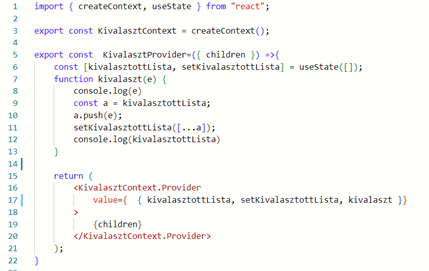 1 import { createContext, useState } from "react";
2
3 export const KivalasztContext = createContext();
4
5 export const  KivalasztProvider=({ children }) =>{
6     const [kivalasztottLista, setKivalasztottLista] = useState([]);
7     function kivalaszt(e) {
8         console.log(e)
9         const a = kivalasztottLista;
10         a.push(e);
11         setKivalasztottLista([...a]);
12         console.log(kivalasztottLista)
13     }
14
15     return (
16         <KivalasztContext.Provider
17             value={  { kivalasztottLista, setKivalasztottLista, kivalaszt }}
18         >
19             {children}
20         </KivalasztContext.Provider>
21     );
22 }